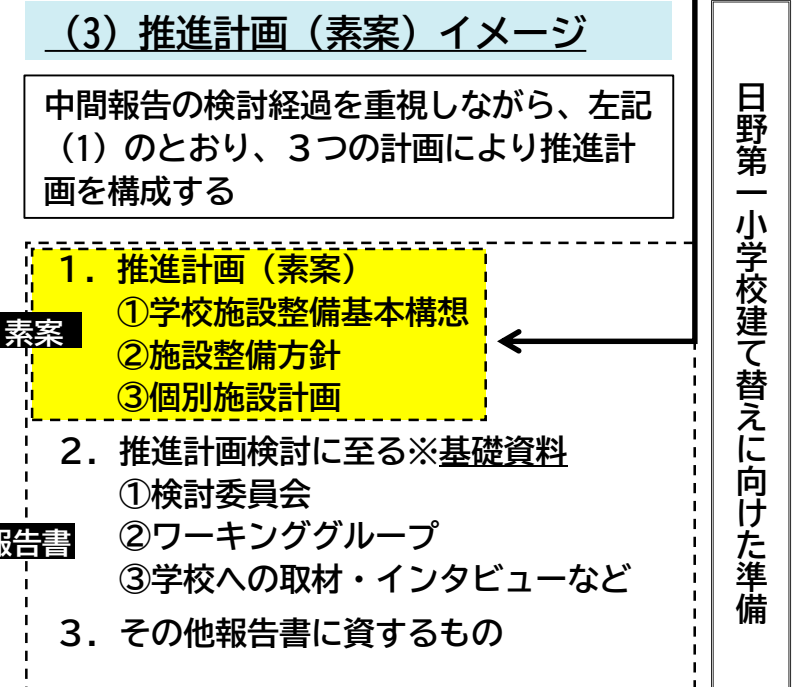 （3）推進計画（素案）イメージ
中間報告の検討経過を重視しながら、左記
（1）のとおり、３つの計画により推進計
画を構成する
１．推進計画（素案）
①学校施設整備基本構想
②施設整備方針
③個別施設計画
素案
２．推進計画検討に至る※基礎資料
①検討委員会
②ワーキンググループ
③学校への取材・インタビューなど
報告書
３．その他報告書に資するもの
日野第一小学校建て替えに向けた準備